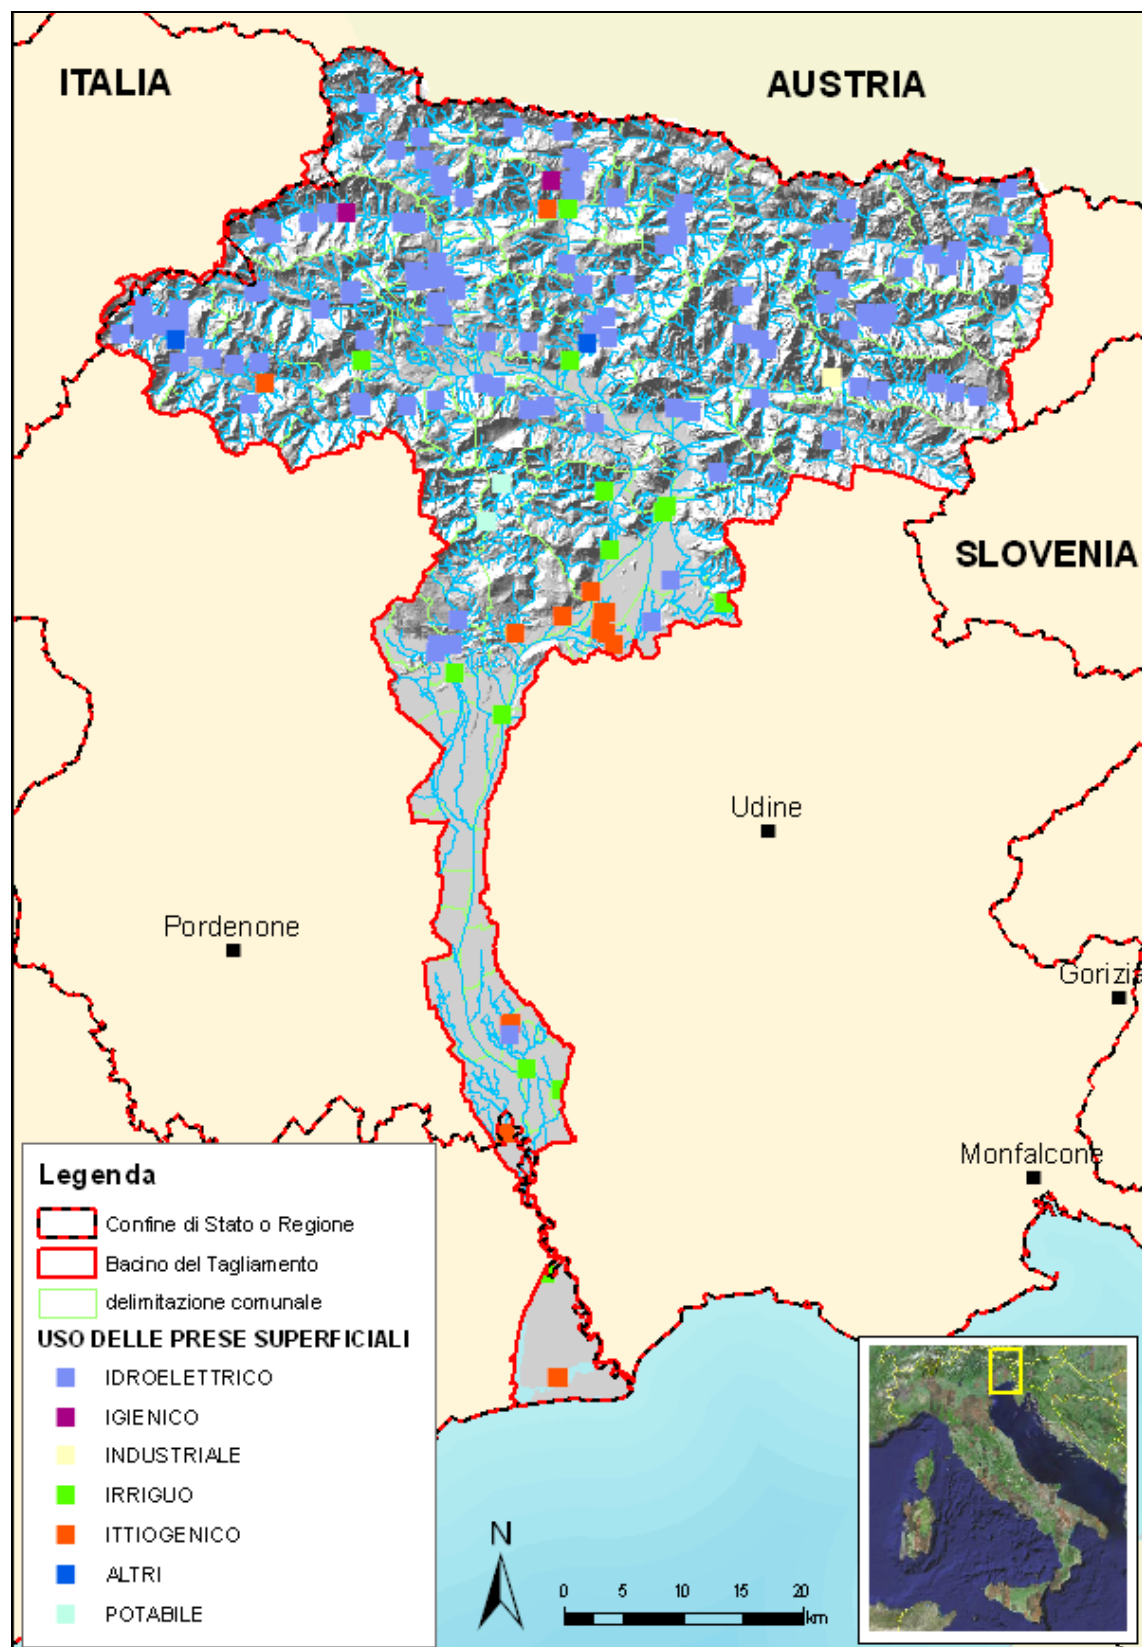 ITALIA
AUSTRIA
SLOVENIA
Udine
Pordenone
Gorizia
Monfalcone
Legenda
Confine di Stato o Regione
Bacino del Tagliamento
delimitazione comunale
USO DELLE PRESE SUPERFICIALI
IDROELETTRICO
IGIENICO
INDUSTRIALE
IRRIGUO
ITTIOGENICO
ALTRI
POTABILE
N
0 5 10 15 20
km